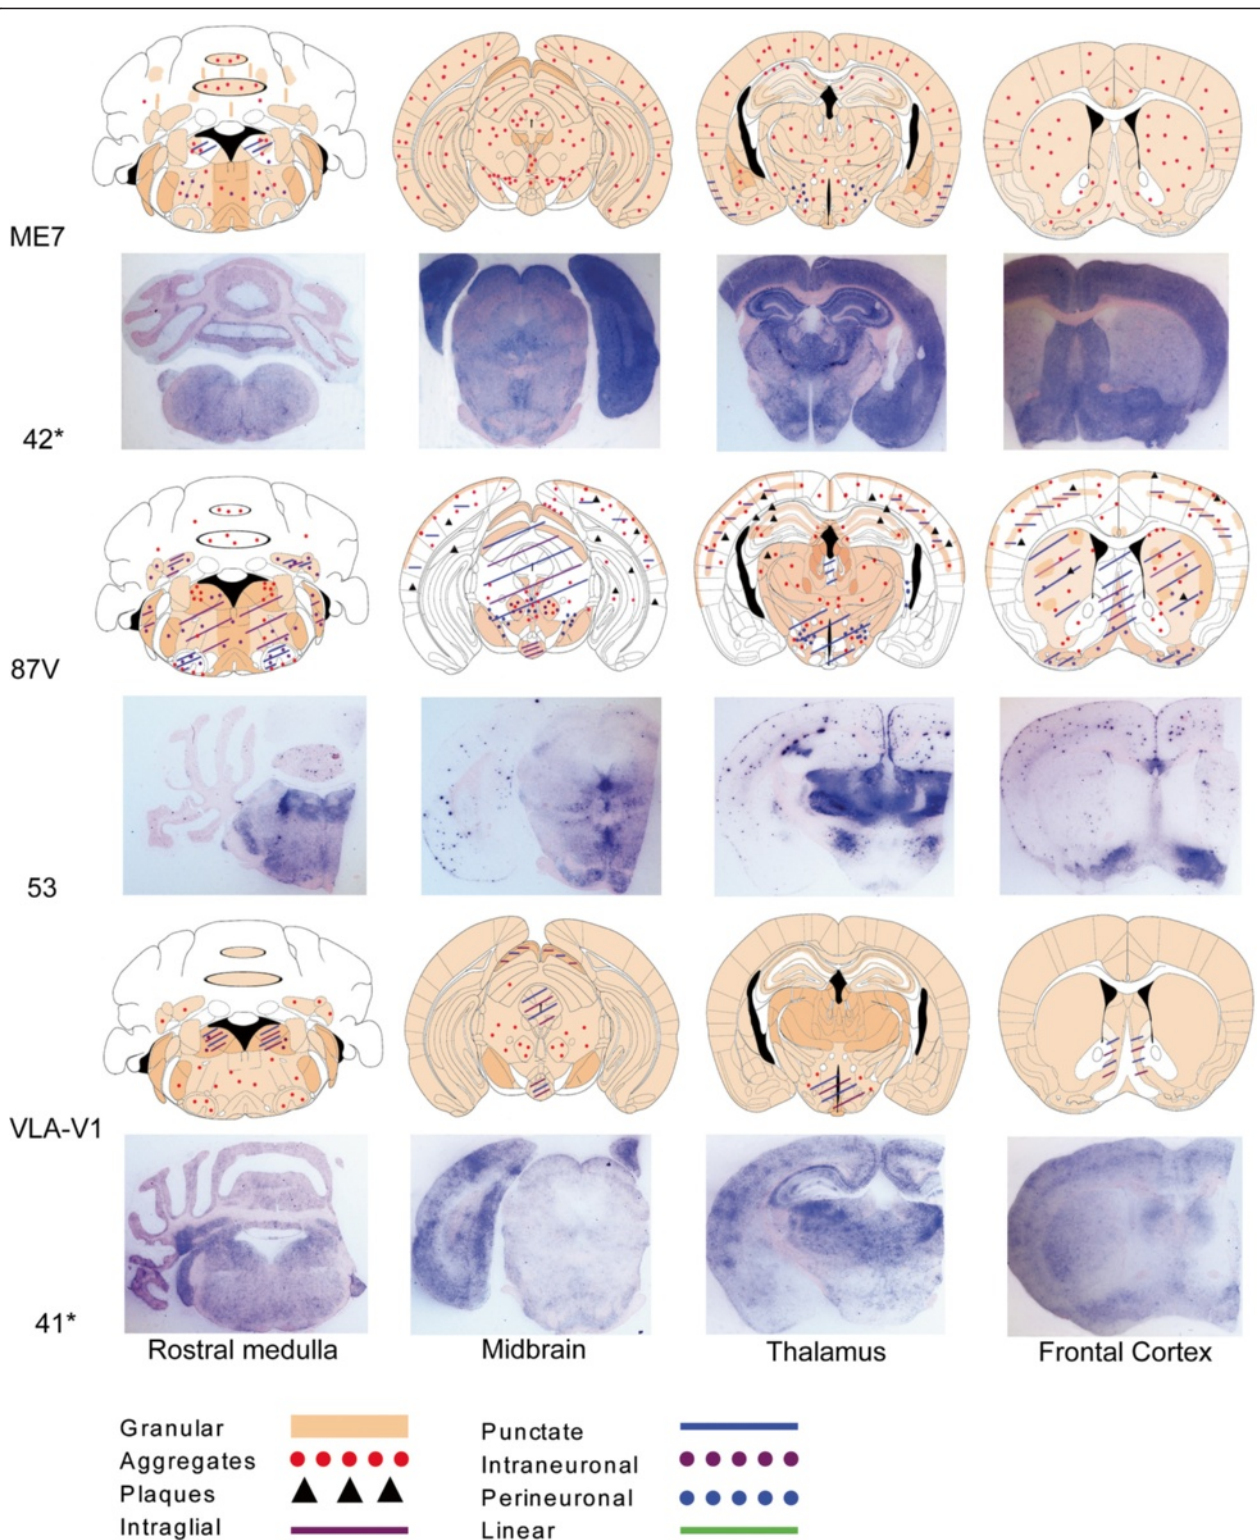 ME7
42*
87V
53
VLA-V1
41*
Rostral medulla Midbrain Thalamus Frontal Cortex
Granular Punctate
Aggregates Intraneuronal
Plaques Perineuronal
Intraglial Linear